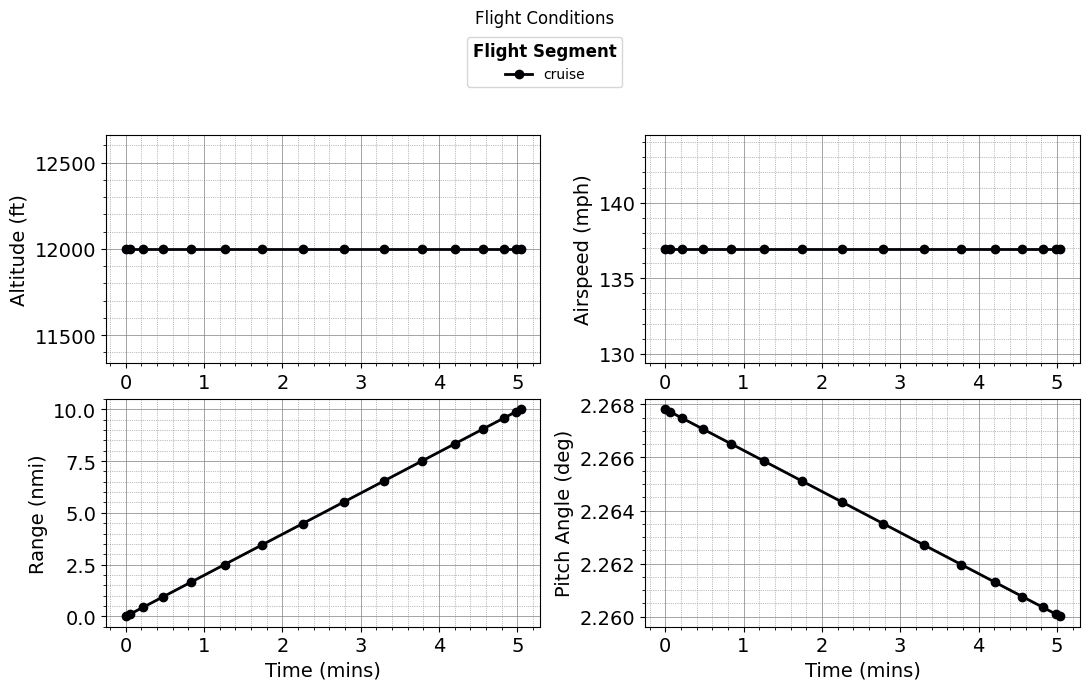 Flight Conditions
Flight Segment
cruise
Altitude (ft)
12500
12000
11500
0 1 2 3 4 5
Airspeed (mph)
140
135
130
0 1 2 3 4 5
Range (nmi)
10.0
7.5
5.0
2.5
0.0
0 1 2 3 4 5
Time (mins)
Pitch Angle (deg)
2.268
2.266
2.264
2.262
2.260
0 1 2 3 4 5
Time (mins)